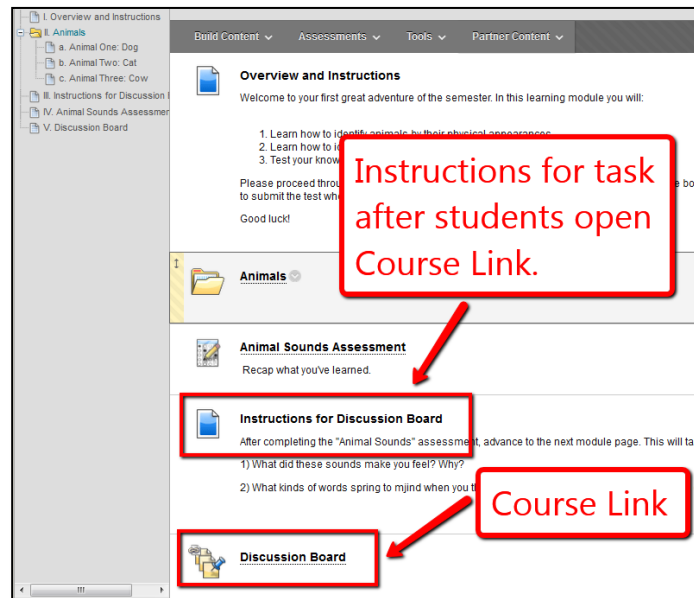 I. Overview and Instructions
II. Animals
a. Animal One: Dog
b. Animal Two: Cat
c. Animal Three: Cow
III. Instructions for Discussion
IV. Animal Sounds Assessmer
V. Discussion Board
Build Content Assessments Tools Partner Content
Overview and Instructions
Welcome to your first great adventure of the semester. In this learning module you will:
1. Learn how to identify animals by their physical appearances
2. Learn how to
3. Test your know
Please proceed throu
to submit the test whe
Good luck!
Instructions for task
after students open
Course Link.
Animals
Animal Sounds Assessment
Recap what you've learned.
Instructions for Discussion Board
After completing the "Animal Sounds" assessment, advance to the next module page. This will ta
1) What did these sounds make you feel? Why?
2) What kinds of words spring to mjind when you
Course Link
Discussion Board